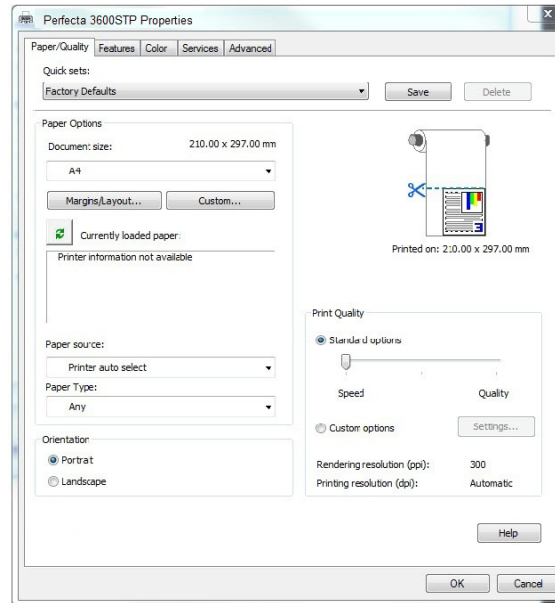 Perfecta 3600STP Properties
Paper/Quality Features Color Services Advanced
Quick sets:
Factory Defaults Save Delete
Paper Options
Document size: 210.00 x 297.00 mm
A4
Margins/Layout... Custom...
Currently loaded paper:
Printer information not available
Printed on: 210.00 x 297.00 mm
Paper source:
Printer auto select
Paper Type:
Any
Print Quality
Standard options
Speed Quality
Custom options Settings...
Rendering resolution (ppi): 300
Printing resolution (dpi): Automatic
Orientation
Portrait
Landscape
Help
OK Cancel